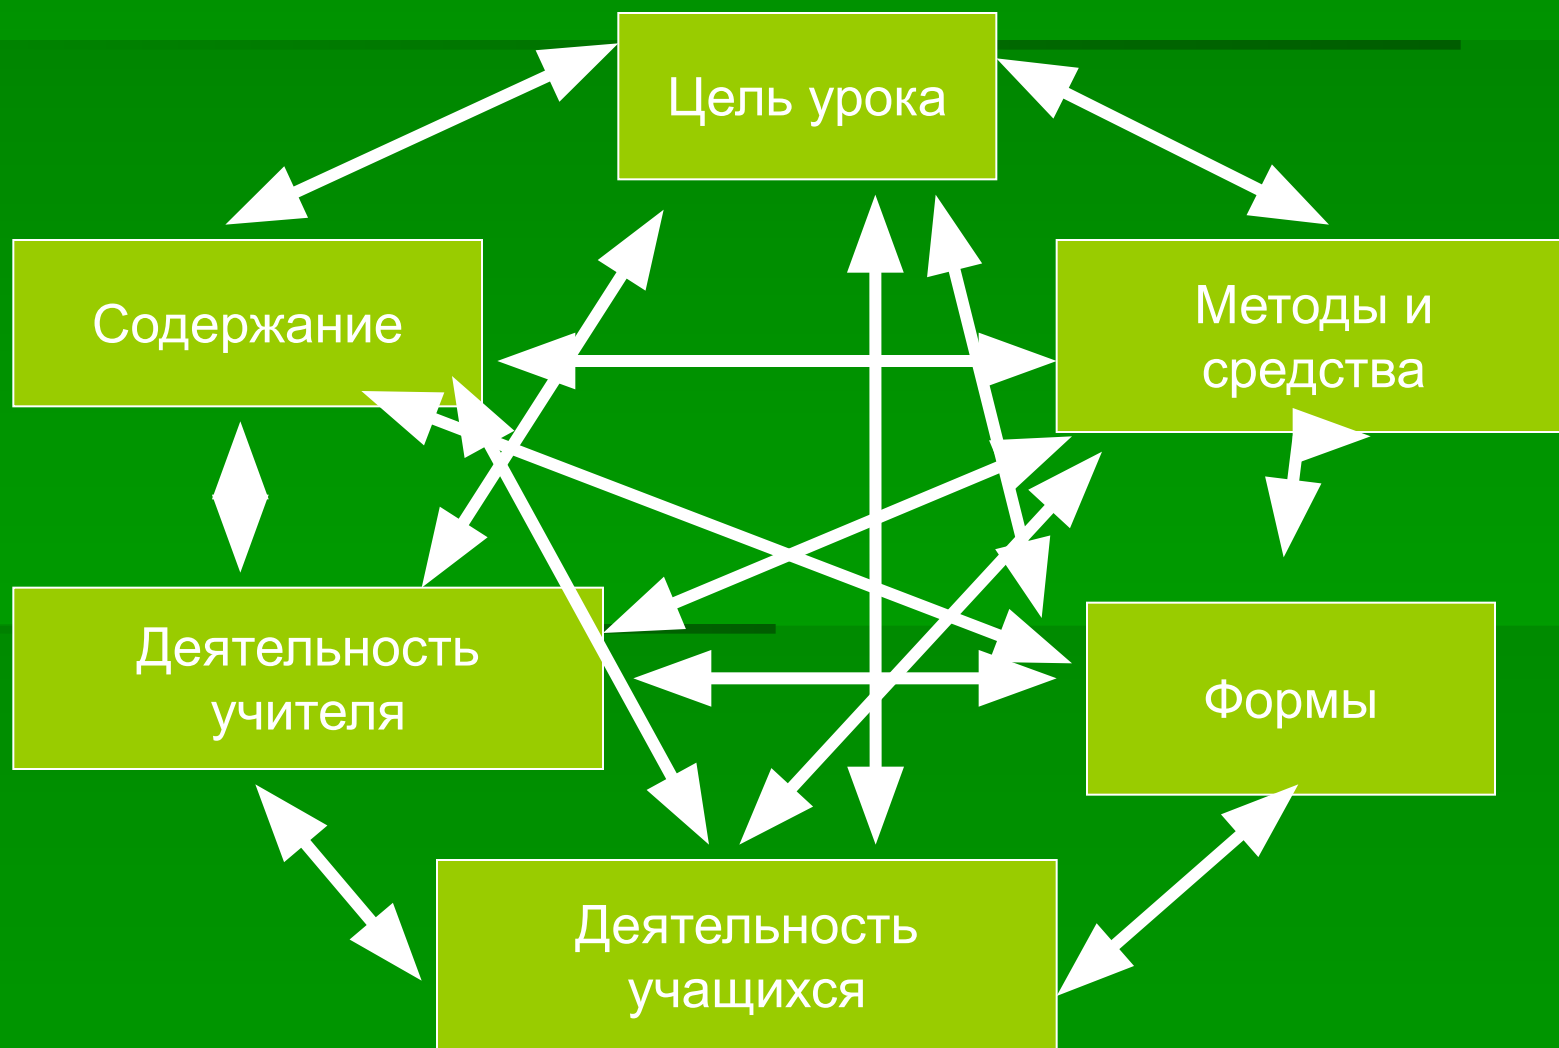 Цель урока
Содержание
Методы и
средства
Деятельность
учителя
Формы
Деятельность
учащихся